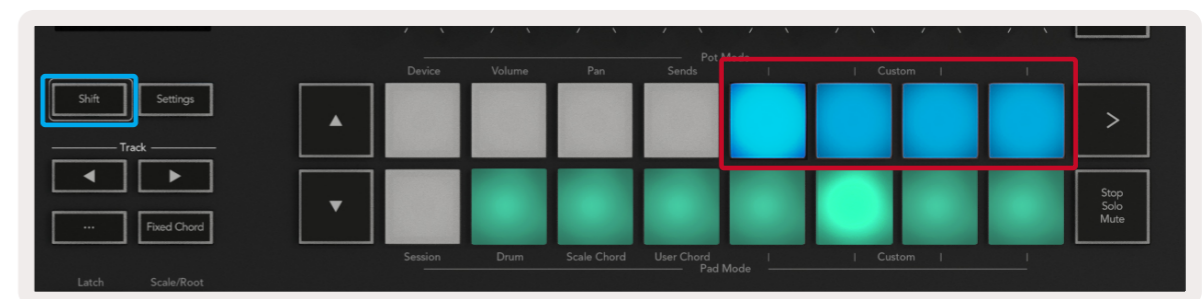 Pot Mode
Device Volume Pan Sends Custom
Shift Settings
▲
>
Track
◀ ▶
▼
Stop
Solo
Mute
... Fixed Chord
Session Drum Scale Chord User Chord Custom
Pad Mode
Latch Scale/Root